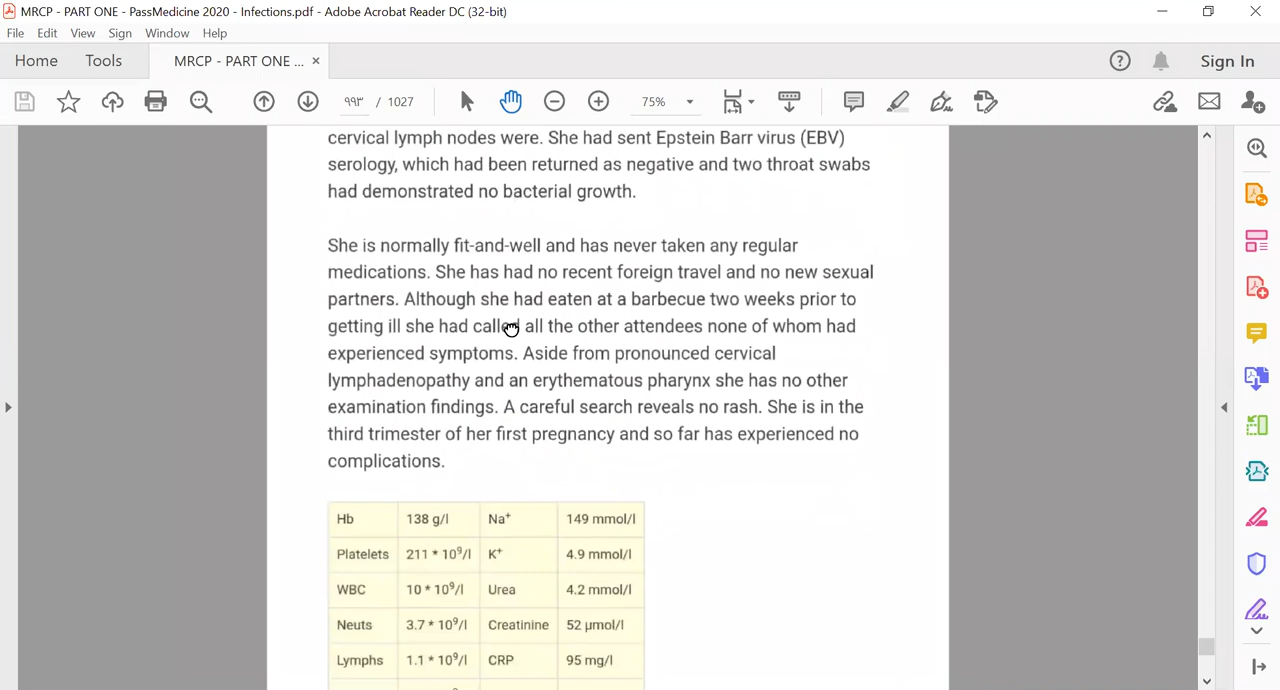 MRCP - PART ONE - PassMedicine 2020 - Infections.pdf - Adobe Acrobat Reader DC (32-bit)
File Edit View Sign Window Help
Home Tools MRCP - PART ONE ... × Sign In
٩٩٣ / 1027 75%
cervical lymph nodes were. She had sent Epstein Barr virus (EBV)
serology, which had been returned as negative and two throat swabs
had demonstrated no bacterial growth.
She is normally fit-and-well and has never taken any regular
medications. She has had no recent foreign travel and no new sexual
partners. Although she had eaten at a barbecue two weeks prior to
getting ill she had called all the other attendees none of whom had
experienced symptoms. Aside from pronounced cervical
lymphadenopathy and an erythematous pharynx she has no other
examination findings. A careful search reveals no rash. She is in the
third trimester of her first pregnancy and so far has experienced no
complications.
Hb 138 g/l Na⁺ 149 mmol/l
Platelets 211 * 10⁹/l K⁺ 4.9 mmol/l
WBC 10 * 10⁹/l Urea 4.2 mmol/l
Neuts 3.7 * 10⁹/l Creatinine 52 µmol/l
Lymphs 1.1 * 10⁹/l CRP 95 mg/l